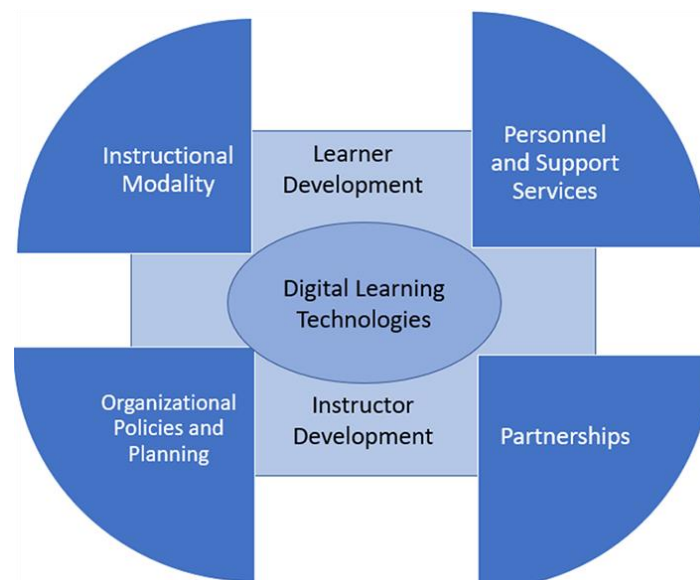 Instructional
Modality
Learner
Development
Personnel
and Support
Services
Digital Learning
Technologies
Organizational
Policies and
Planning
Instructor
Development
Partnerships